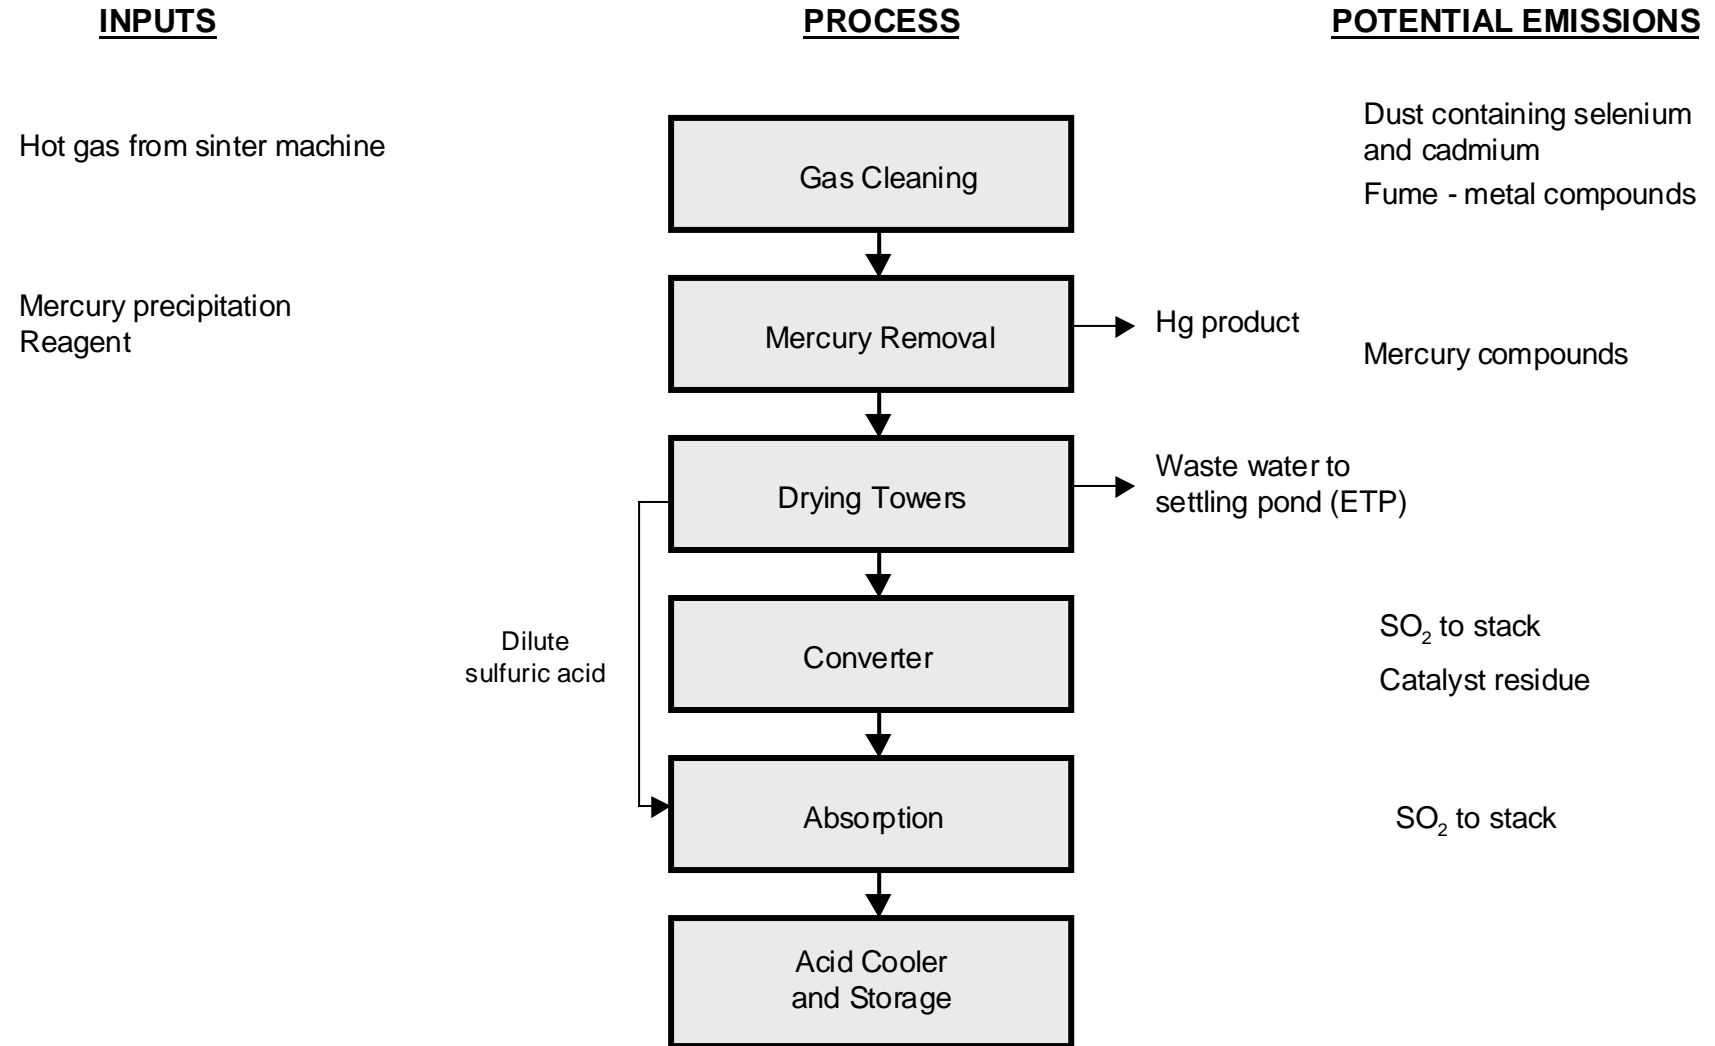 INPUTS
PROCESS
POTENTIAL EMISSIONS
Hot gas from sinter machine
Gas Cleaning
Dust containing selenium
and cadmium
Fume - metal compounds
Mercury precipitation
Reagent
Mercury Removal
Hg product
Mercury compounds
Drying Towers
Waste water to
settling pond (ETP)
Dilute
sulfuric acid
Converter
SO₂ to stack
Catalyst residue
Absorption
SO₂ to stack
Acid Cooler
and Storage